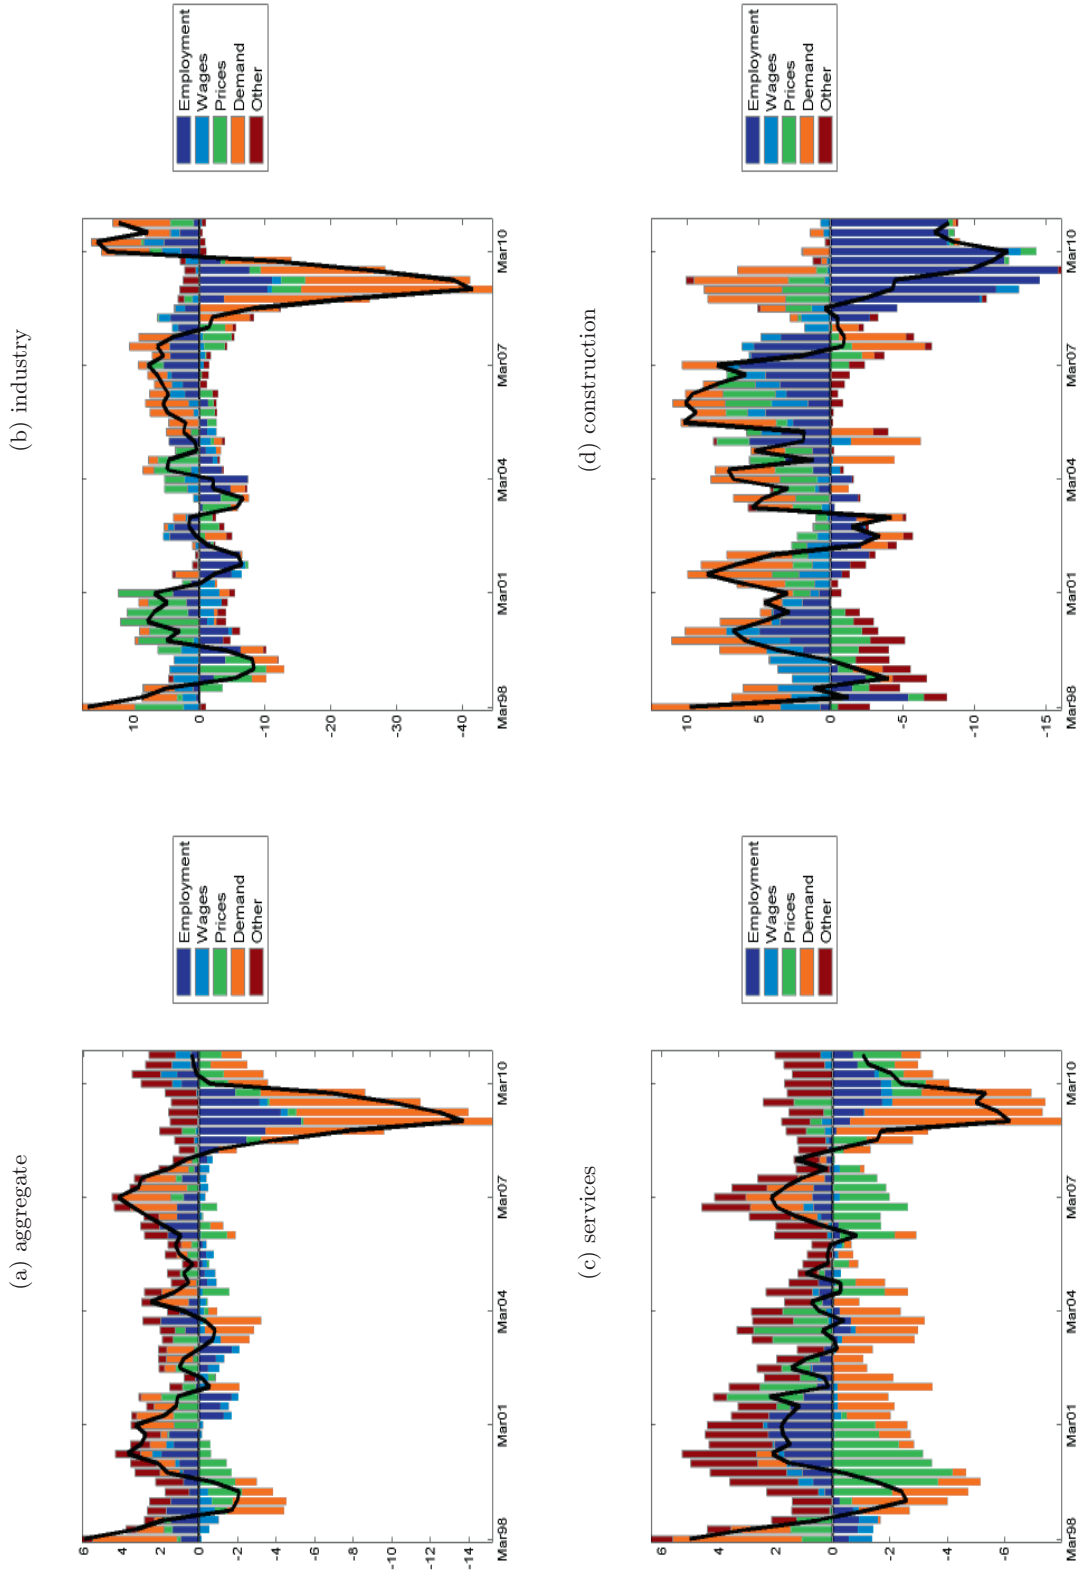 (a) aggregate
6
4
2
0
-2
-4
-6
-8
-10
-12
-14
Mar98
Mar01
Mar04
Mar07
Mar10
Employment
Wages
Prices
Demand
Other
(b) industry
10
0
-10
-20
-30
-40
Mar98
Mar01
Mar04
Mar07
Mar10
Employment
Wages
Prices
Demand
Other
(c) services
6
4
2
0
-2
-4
-6
-8
Mar98
Mar01
Mar04
Mar07
Mar10
Employment
Wages
Prices
Demand
Other
(d) construction
10
5
0
-5
-10
-15
Mar98
Mar01
Mar04
Mar07
Mar10
Employment
Wages
Prices
Demand
Other